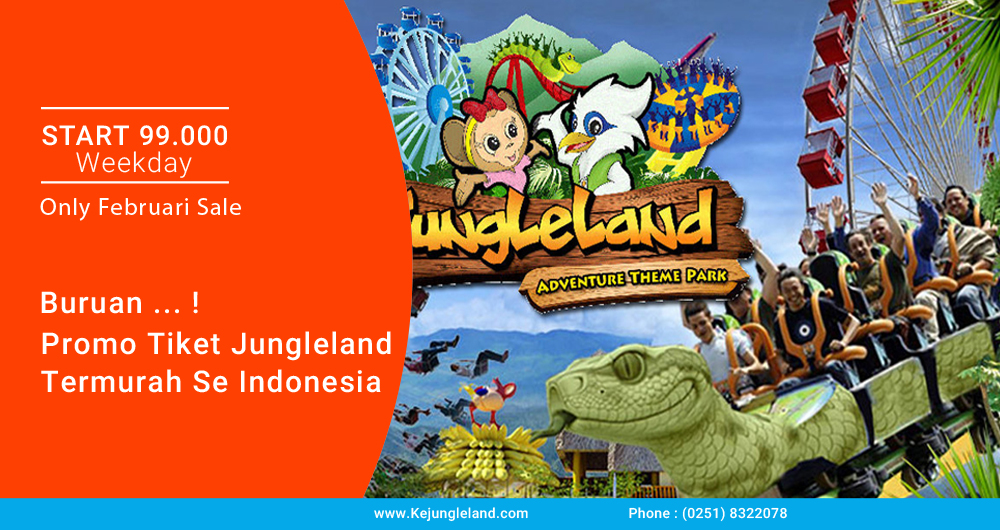 START 99.000
Weekday
Only Februari Sale
Buruan ... !
Promo Tiket Jungleland
Termurah Se Indonesia
JungleLand
Adventure Theme Park
www.Kejungleland.com
Phone : (0251) 8322078